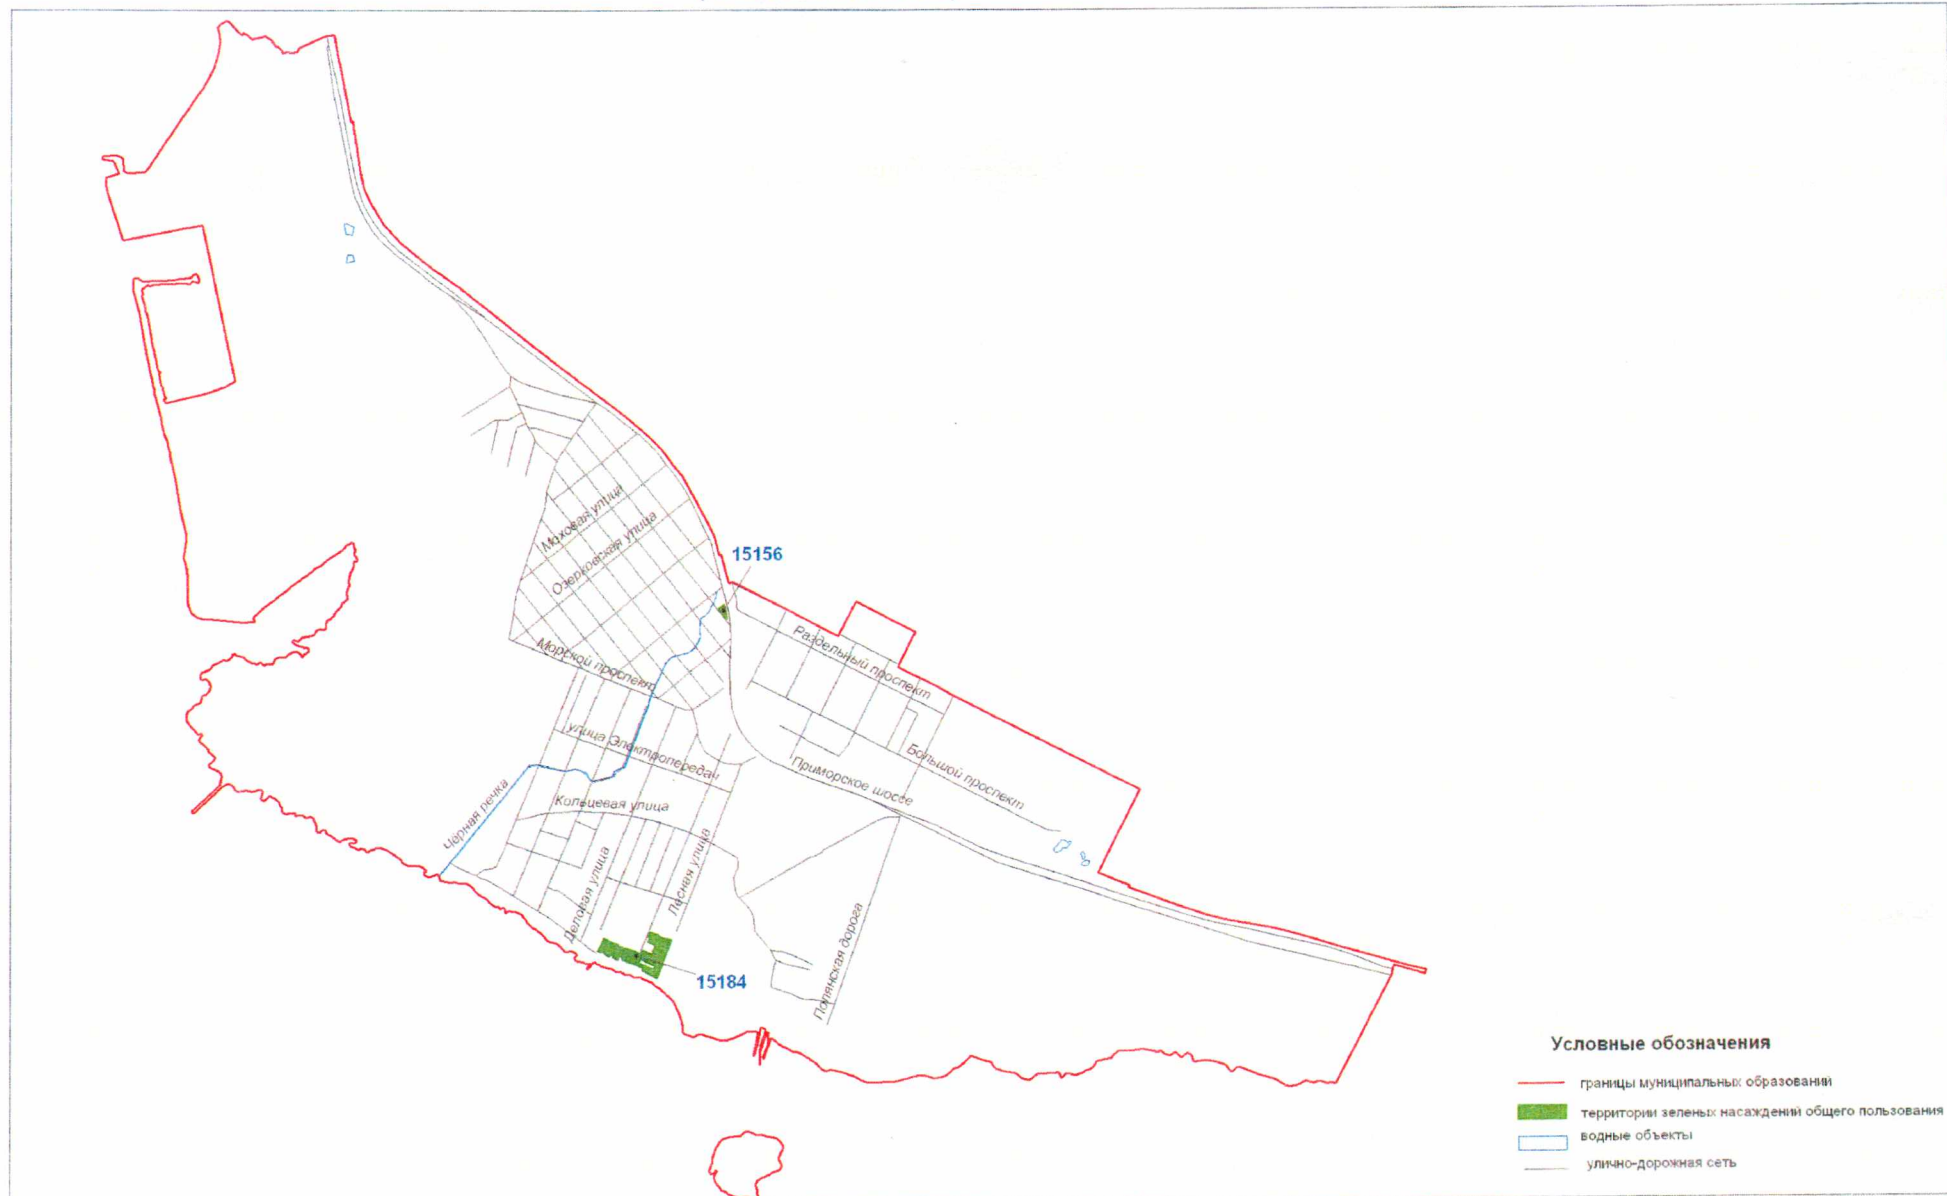 Моховая улица
Озерковская улица
15156
Раздельный проспект
Морской проспект
улица Электропередач
Большой проспект
Приморское шоссе
Кольцевая улица
Чёрная речка
Деловая улица
Лесная улица
Полянская дорога
15184
Условные обозначения
границы муниципальных образований
территории зеленых насаждений общего пользования
водные объекты
улично-дорожная сеть